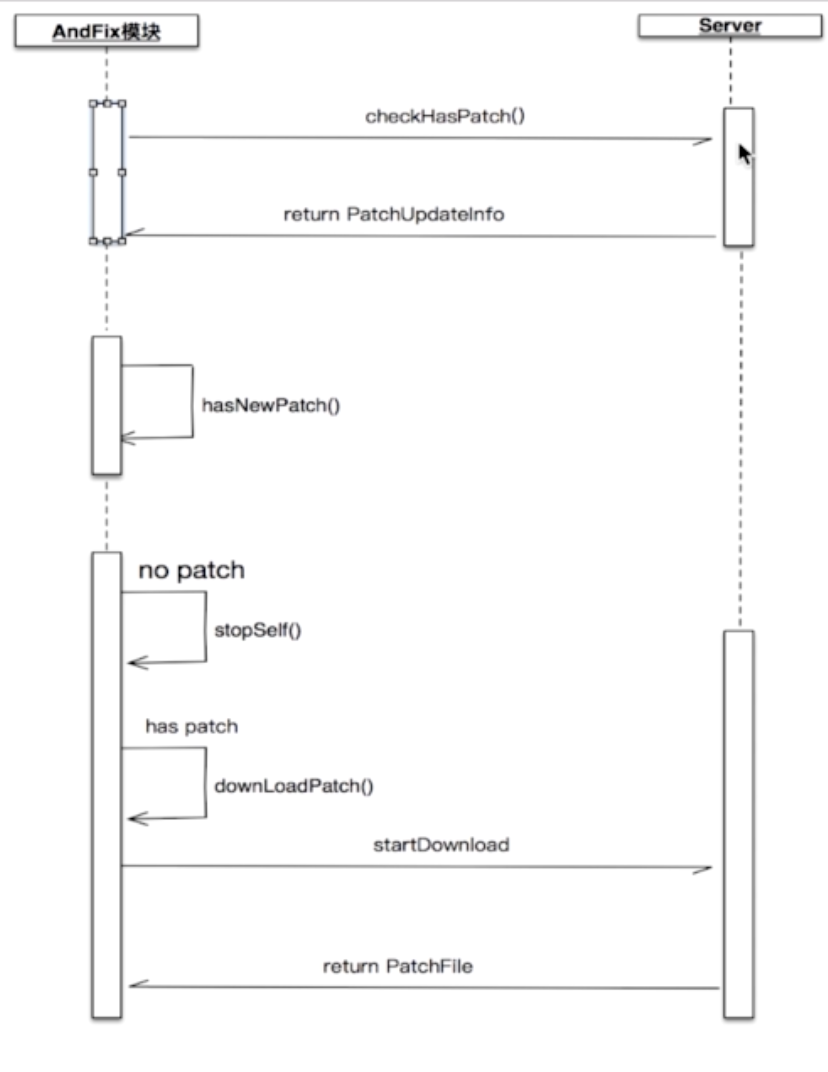 AndFix模块
Server
checkHasPatch()
return PatchUpdateInfo
hasNewPatch()
no patch
stopSelf()
has patch
downLoadPatch()
startDownload
return PatchFile